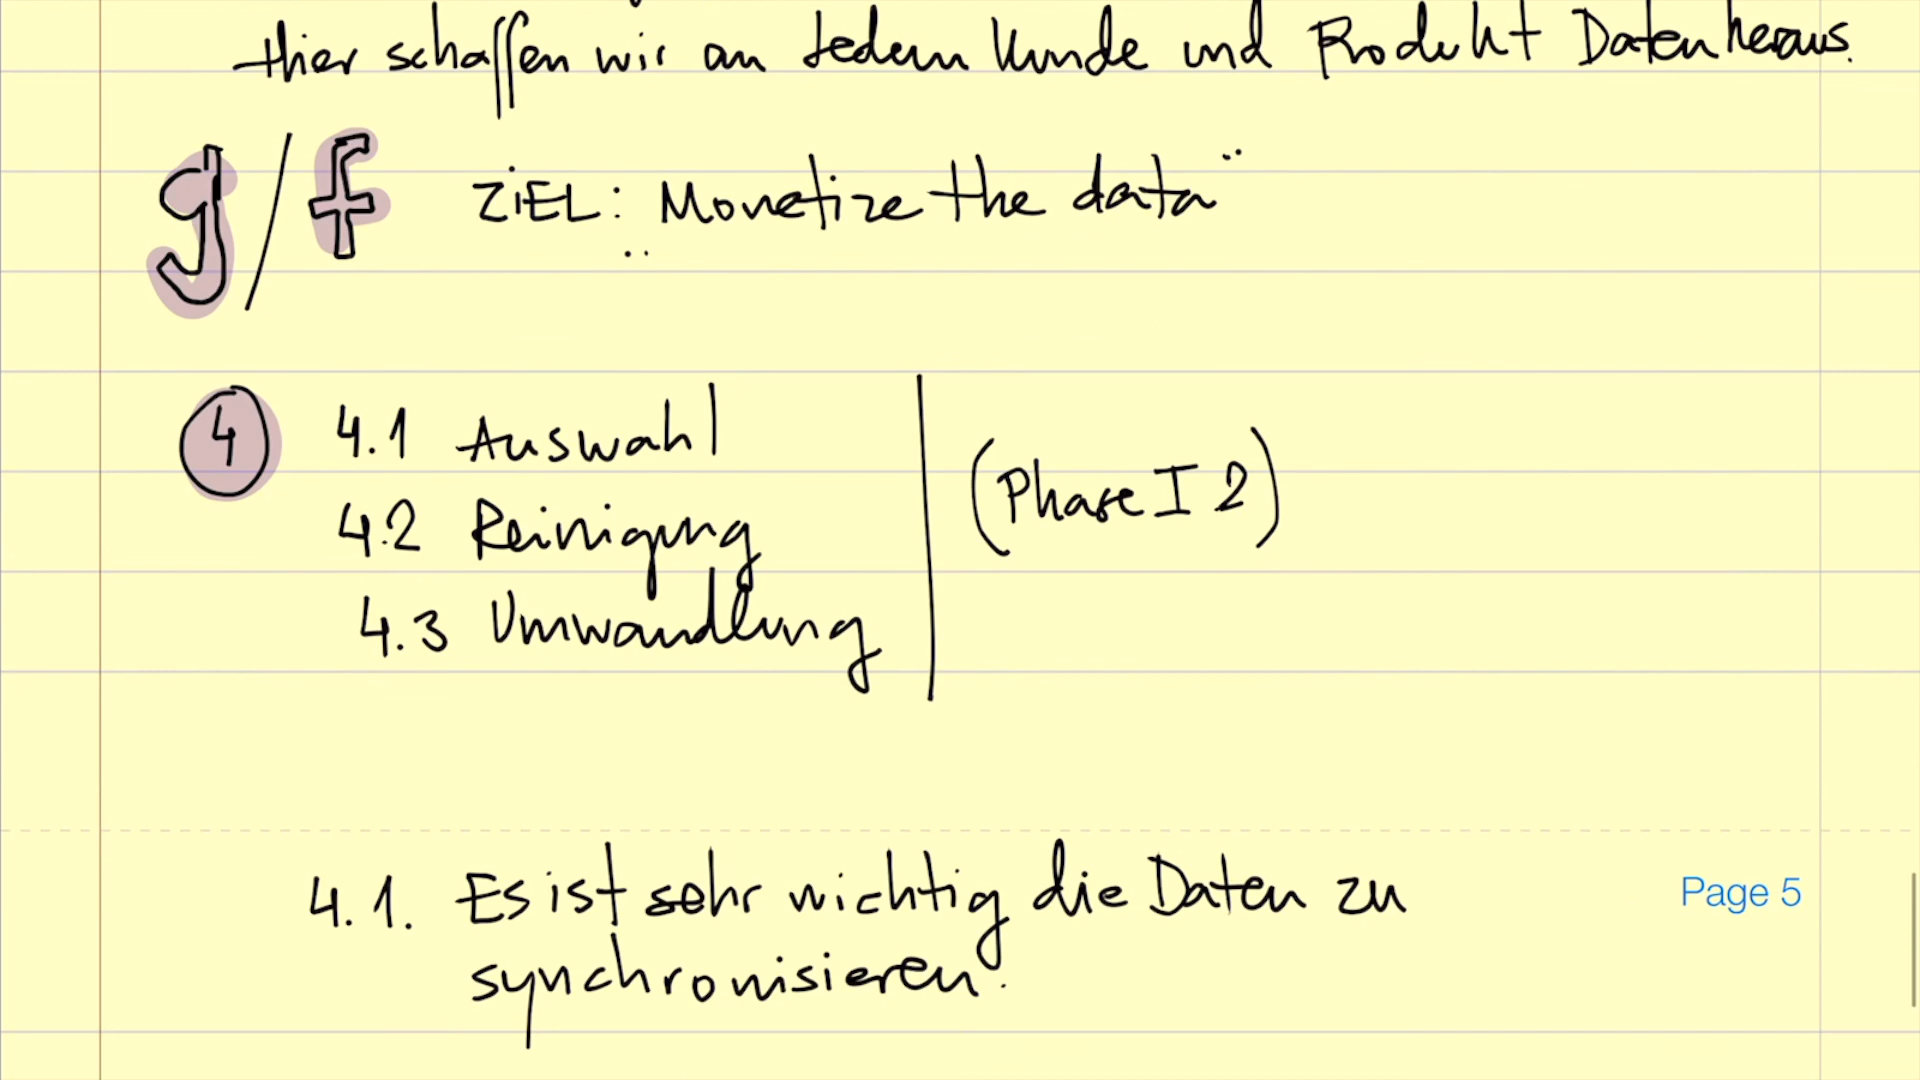 Hier schaffen wir an Jedem Kunde und Produkt Daten heraus.
g/f ZiEL: "Monetize the data"
4 4.1 Auswahl
4.2 Reinigung
(Phase I 2)
4.3 Umwandlung
4.1. Es ist sehr wichtig die Daten zu
Page 5
synchronisieren.